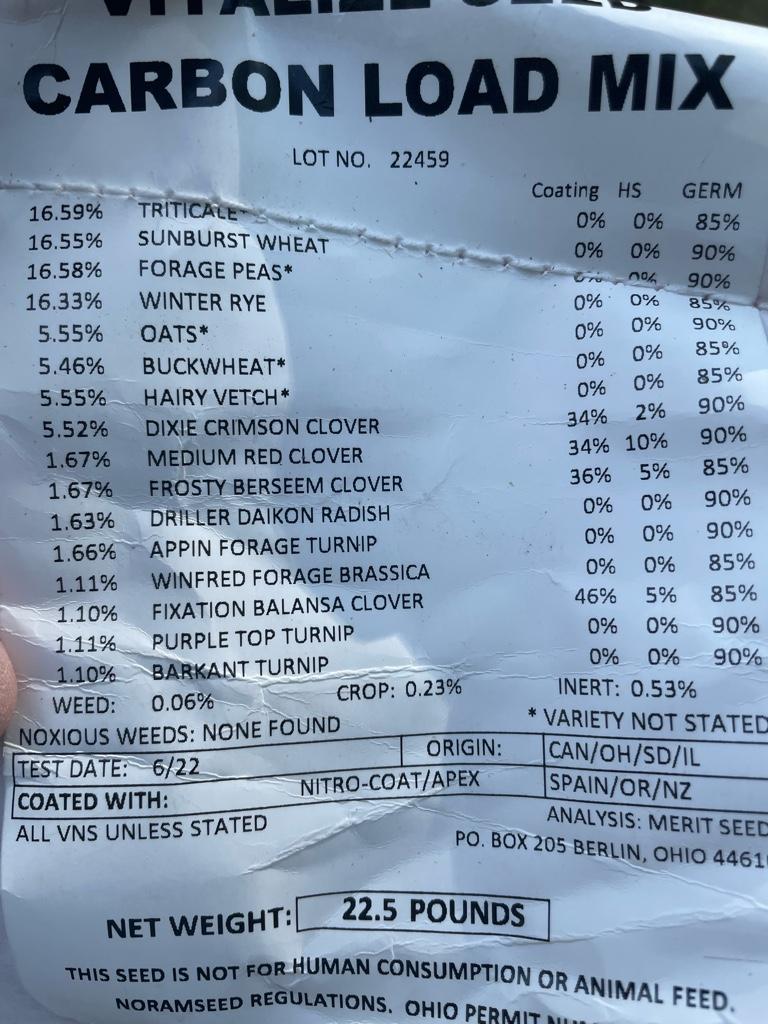 VITALIZE SEED
CARBON LOAD MIX
LOT NO. 22459
Coating HS GERM
16.59% TRITICALE* 0% 0% 85%
16.55% SUNBURST WHEAT 0% 0% 90%
16.58% FORAGE PEAS* 0% 0% 90%
16.33% WINTER RYE 0% 0% 85%
5.55% OATS* 0% 0% 90%
5.46% BUCKWHEAT* 0% 0% 85%
5.55% HAIRY VETCH* 0% 0% 85%
5.52% DIXIE CRIMSON CLOVER 34% 2% 90%
1.67% MEDIUM RED CLOVER 34% 10% 90%
1.67% FROSTY BERSEEM CLOVER 36% 5% 85%
1.63% DRILLER DAIKON RADISH 0% 0% 90%
1.66% APPIN FORAGE TURNIP 0% 0% 90%
1.11% WINFRED FORAGE BRASSICA 0% 0% 85%
1.10% FIXATION BALANSA CLOVER 46% 5% 85%
1.11% PURPLE TOP TURNIP 0% 0% 90%
1.10% BARKANT TURNIP 0% 0% 90%
WEED: 0.06% CROP: 0.23% INERT: 0.53%
NOXIOUS WEEDS: NONE FOUND * VARIETY NOT STATED
TEST DATE: 6/22 ORIGIN: CAN/OH/SD/IL
COATED WITH: NITRO-COAT/APEX SPAIN/OR/NZ
ALL VNS UNLESS STATED ANALYSIS: MERIT SEED
PO. BOX 205 BERLIN, OHIO 4461
NET WEIGHT: 22.5 POUNDS
THIS SEED IS NOT FOR HUMAN CONSUMPTION OR ANIMAL FEED.
NORAMSEED REGULATIONS. OHIO PERMIT